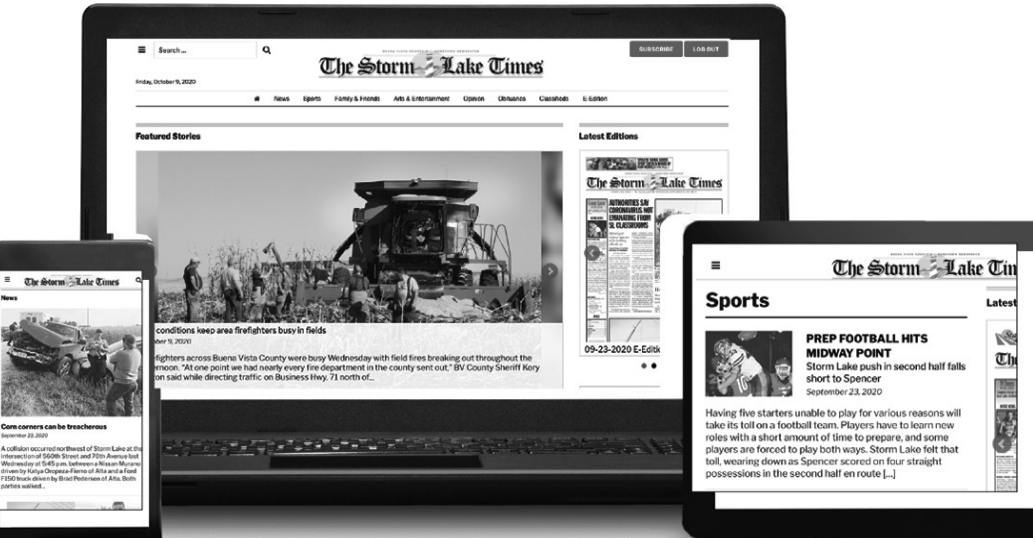 Search ...
SUBSCRIBE
LOG OUT
The Storm Lake Times
Friday, October 9, 2020
News Sports Family & Friends Arts & Entertainment Opinion Obituaries Classifieds E-Edition
Featured Stories
conditions keep area firefighters busy in fields
ber 9, 2020
efighters across Buena Vista County were busy Wednesday with field fires breaking out throughout the
ernoon. "At one point we had nearly every fire department in the county sent out," BV County Sheriff Kory
on said while directing traffic on Business Hwy. 71 north of...
Latest Editions
The Storm Lake Times
AUTHORITIES SAY
CORONAVIRUS NOT
EMANATING FROM
SL CLASSROOMS
09-23-2020 E-Editi
The Storm Lake Times
News
Corn corners can be treacherous
September 23, 2020
A collision occurred northwest of Storm Lake at the
intersection of 560th Street and 70th Avenue last
Wednesday at 5:45 p.m. between a Nissan Murano
driven by Katya Oropeza-Fierro of Alta and a Ford
F150 truck driven by Brad Pedersen of Alta. Both
parties walked...
The Storm Lake Tim
Sports
Latest
PREP FOOTBALL HITS
MIDWAY POINT
Storm Lake push in second half falls
short to Spencer
September 23, 2020
Having five starters unable to play for various reasons will
take its toll on a football team. Players have to learn new
roles with a short amount of time to prepare, and some
players are forced to play both ways. Storm Lake felt that
toll, wearing down as Spencer scored on four straight
possessions in the second half en route [...]